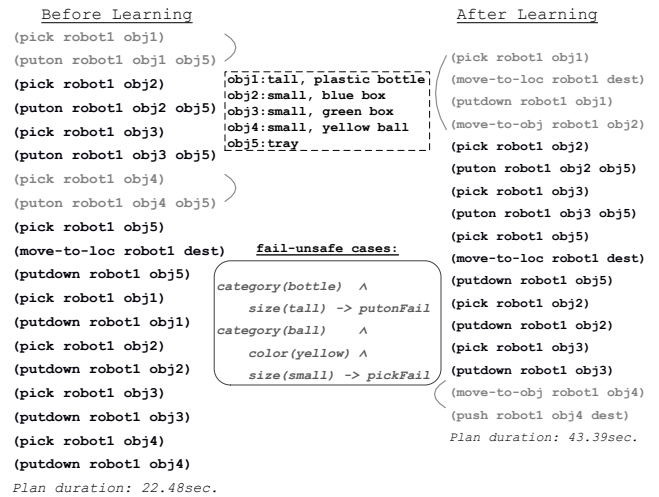 Before Learning
(pick robot1 obj1)
(puton robot1 obj1 obj5)
(pick robot1 obj2)
(puton robot1 obj2 obj5)
(pick robot1 obj3)
(puton robot1 obj3 obj5)
(pick robot1 obj4)
(puton robot1 obj4 obj5)
(pick robot1 obj5)
(move-to-loc robot1 dest)
(putdown robot1 obj5)
(pick robot1 obj1)
(putdown robot1 obj1)
(pick robot1 obj2)
(putdown robot1 obj2)
(pick robot1 obj3)
(putdown robot1 obj3)
(pick robot1 obj4)
(putdown robot1 obj4)
Plan duration: 22.48sec.
obj1:tall, plastic bottle
obj2:small, blue box
obj3:small, green box
obj4:small, yellow ball
obj5:tray
fail-unsafe cases:
category(bottle) ∧
size(tall) -> putonFail
category(ball) ∧
color(yellow) ∧
size(small) -> pickFail
After Learning
(pick robot1 obj1)
(move-to-loc robot1 dest)
(putdown robot1 obj1)
(move-to-obj robot1 obj2)
(pick robot1 obj2)
(puton robot1 obj2 obj5)
(pick robot1 obj3)
(puton robot1 obj3 obj5)
(pick robot1 obj5)
(move-to-loc robot1 dest)
(putdown robot1 obj5)
(pick robot1 obj2)
(putdown robot1 obj2)
(pick robot1 obj3)
(putdown robot1 obj3)
(move-to-obj robot1 obj4)
(push robot1 obj4 dest)
Plan duration: 43.39sec.